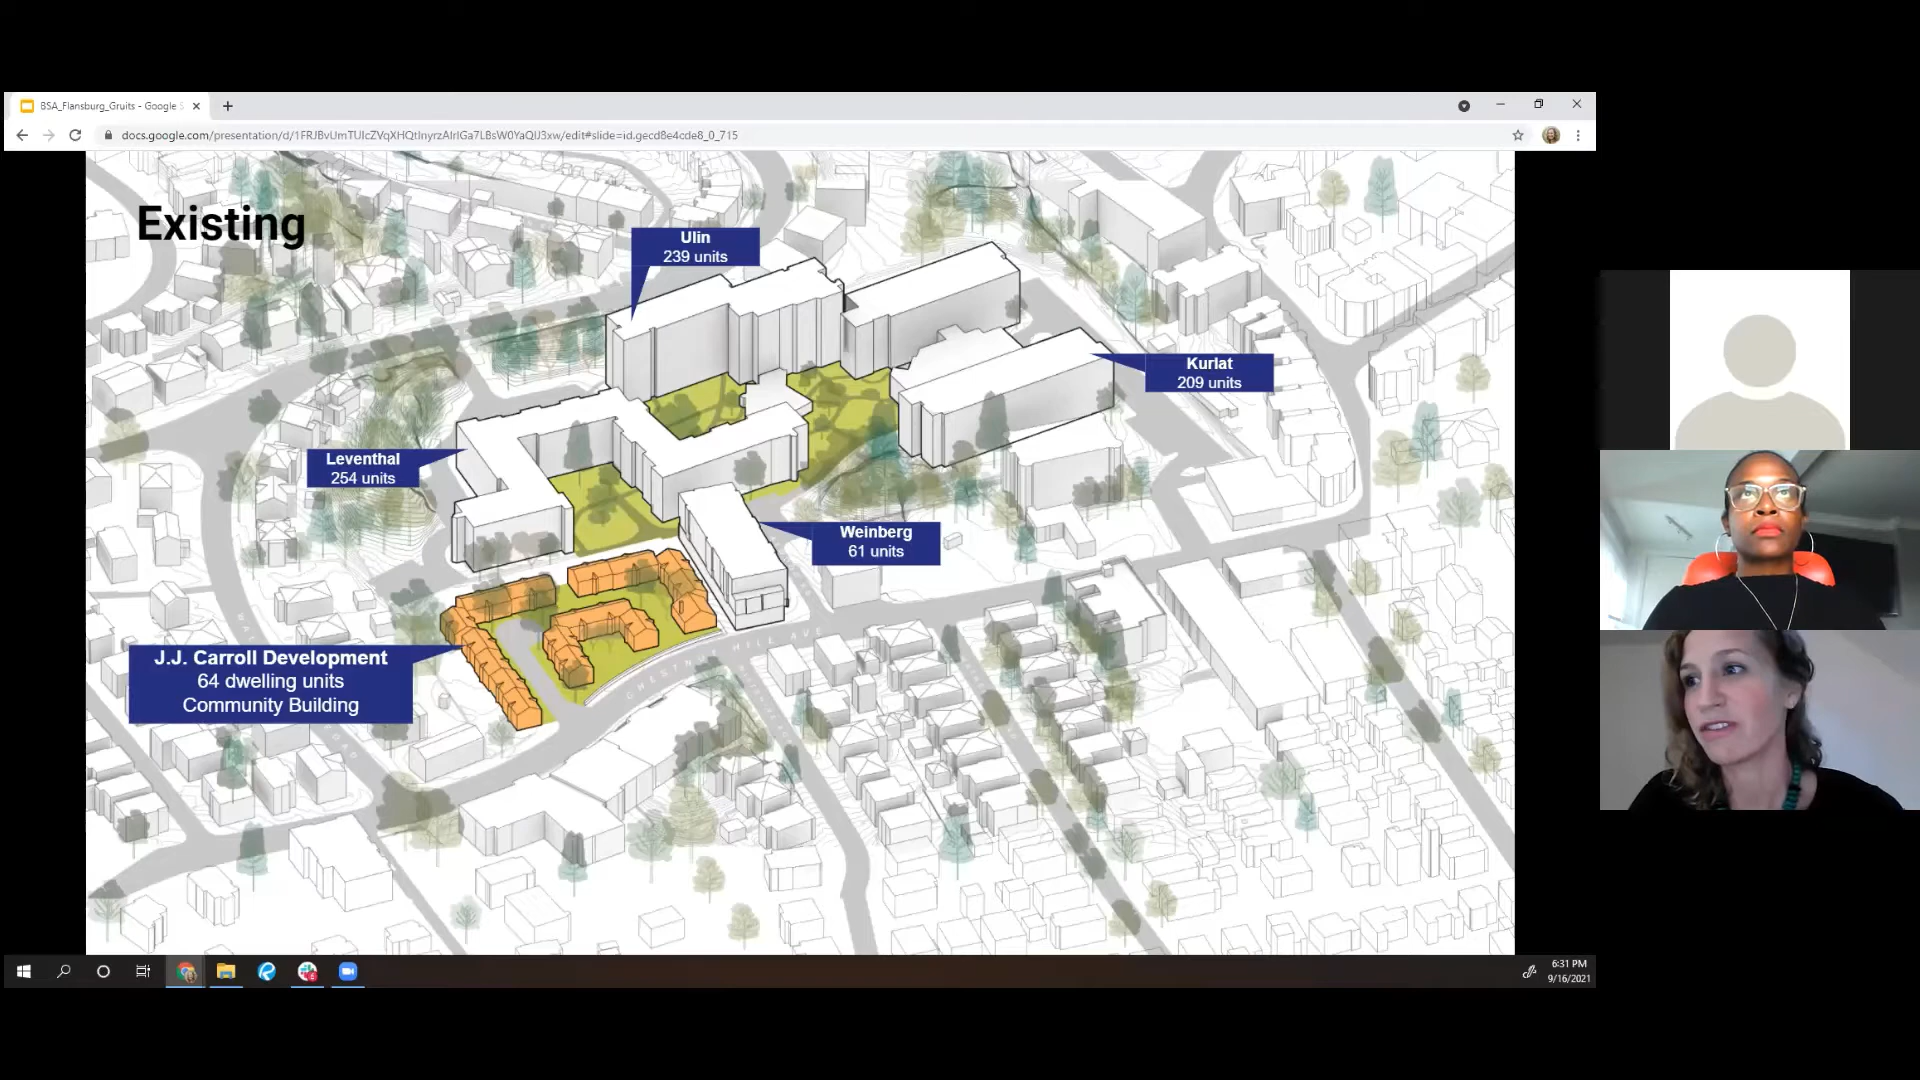 BSA_Flansburg_Gruits - Google S
docs.google.com/presentation/d/1FRJBvUmTUIcZVqXHQtInyrzAIrIGa7LBsW0YaQIJ3xw/edit#slide=id.gecd8e4cde8_0_715
Existing
Ulin
239 units
Kurlat
209 units
Leventhal
254 units
Weinberg
61 units
J.J. Carroll Development
64 dwelling units
Community Building
CHESTNUT HILL AVE
6:31 PM
9/16/2021